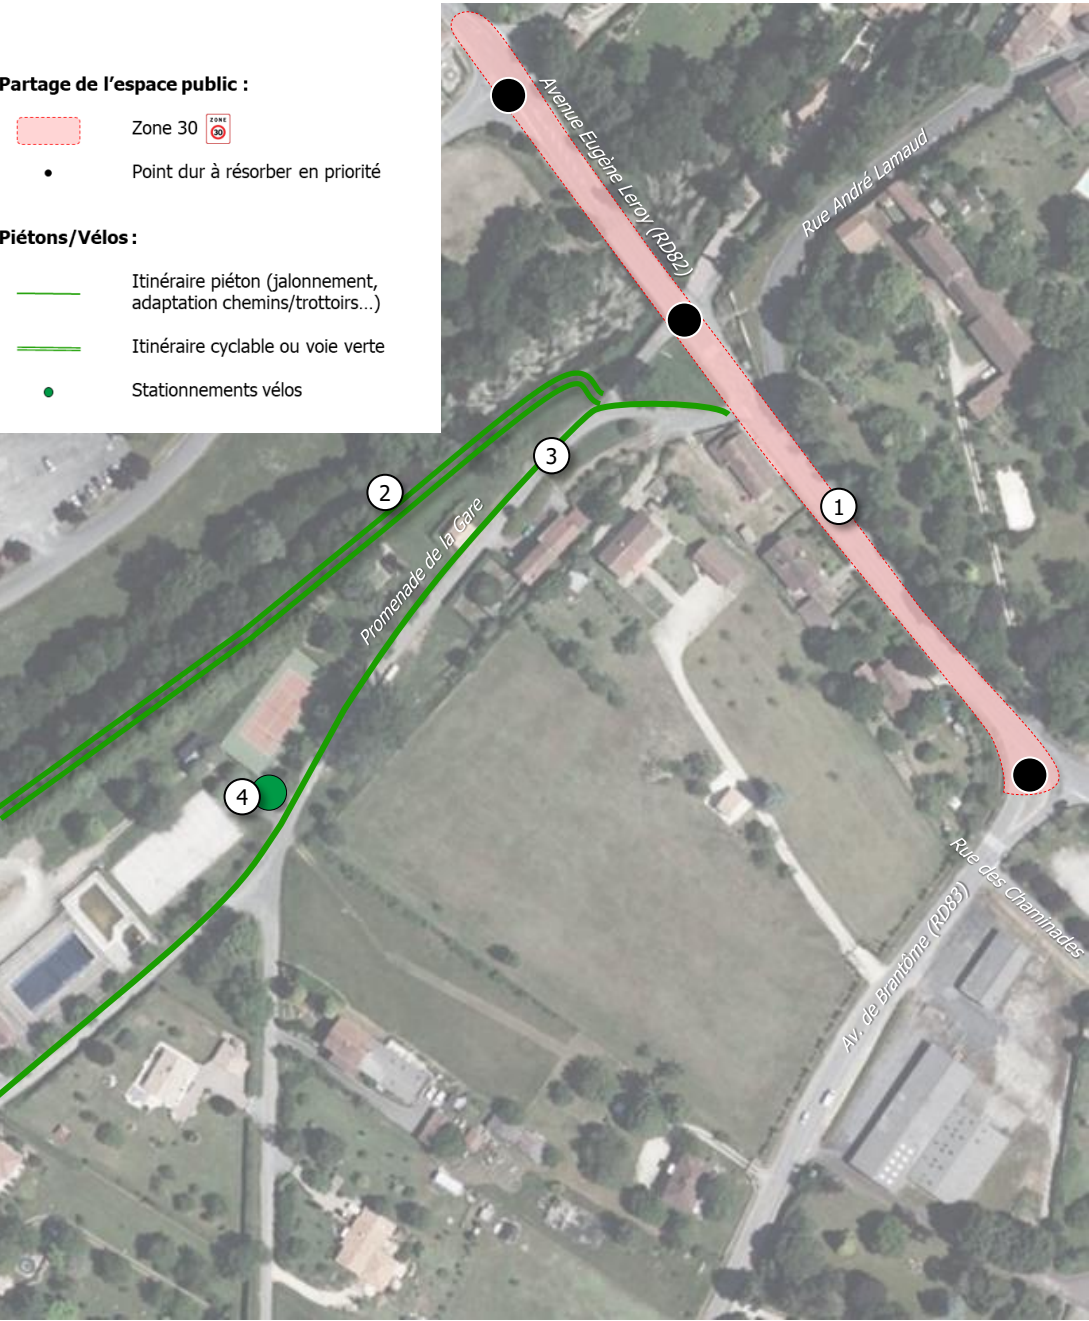 Partage de l’espace public :
Zone 30
ZONE
30
Point dur à résorber en priorité
Piétons/Vélos :
Itinéraire piéton (jalonnement,
adaptation chemins/trottoirs…)
Itinéraire cyclable ou voie verte
Stationnements vélos
Avenue Eugène Leroy (RD82)
Rue André Lamaud
3
2
1
Promenade de la Gare
4
Rue des Chaminades
Av. de Brantôme (RD83)